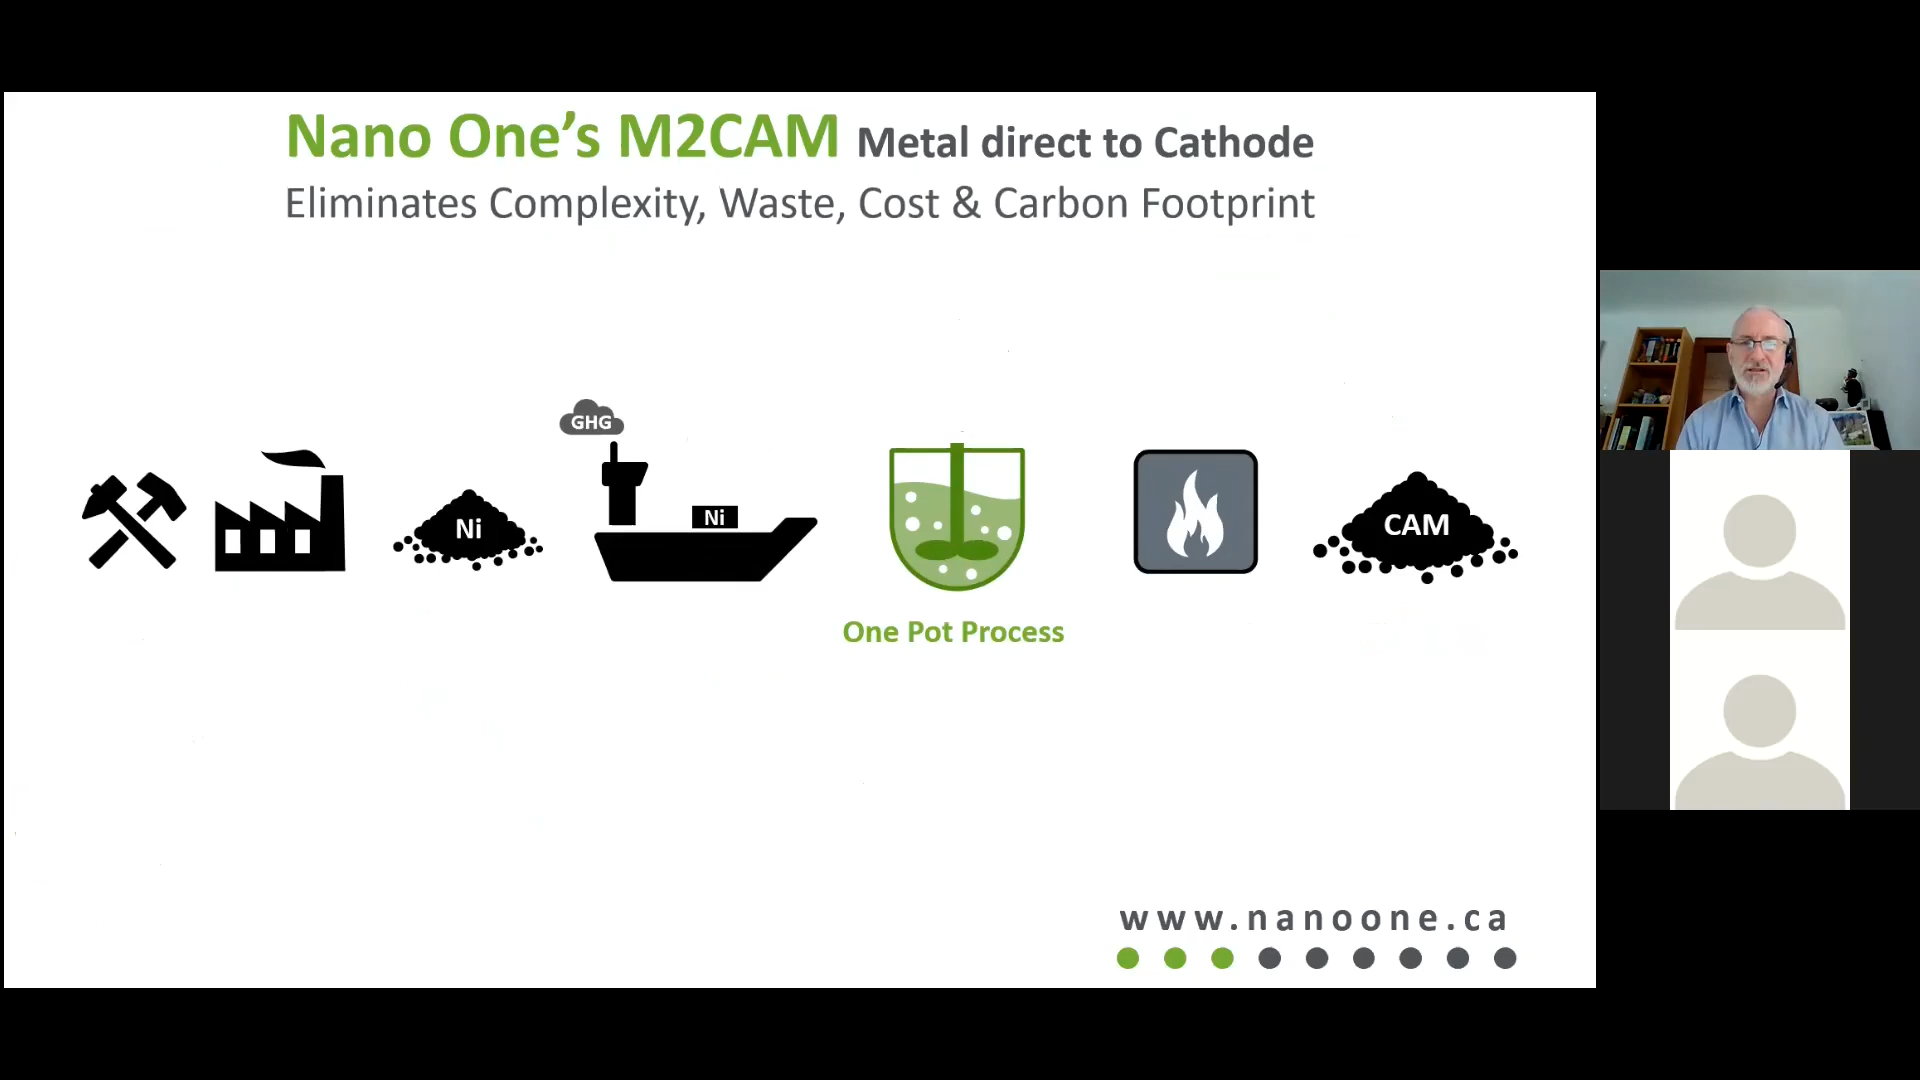 Nano One's M2CAM Metal direct to Cathode
Eliminates Complexity, Waste, Cost & Carbon Footprint
GHG
Ni
Ni
CAM
One Pot Process
www.nanoone.ca